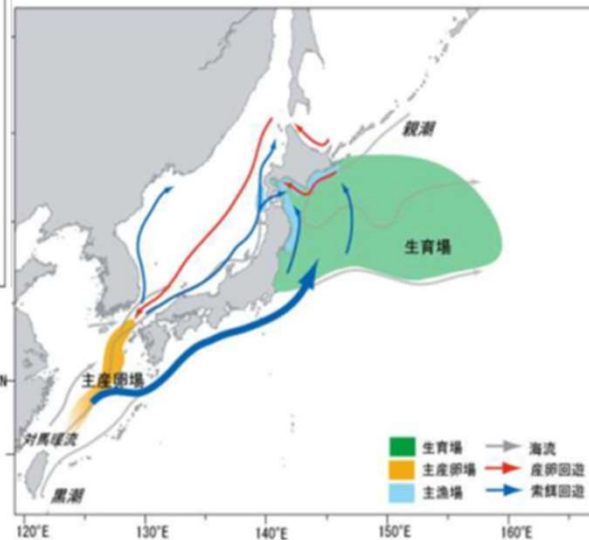 親潮
生育場
N
主産卵場
対馬暖流
黒潮
生育場
海流
主産卵場
産卵回遊
主漁場
索餌回遊
120°E
130°E
140°E
150°E
160°E